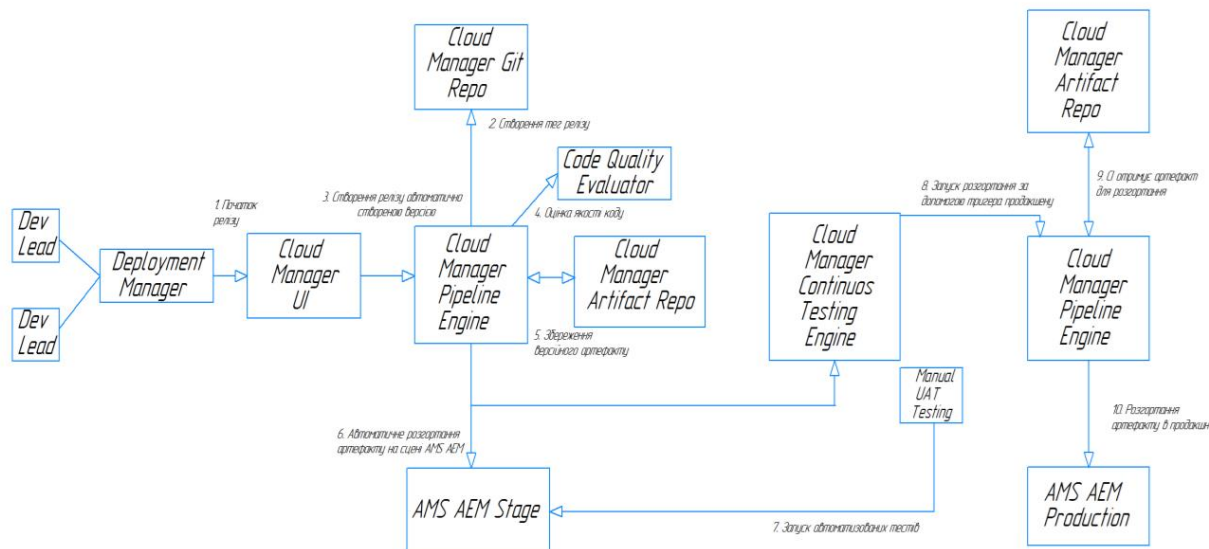 Cloud
Manager Git
Repo
2. Створення тег релізу
Cloud
Manager
Artifact
Repo
Code Quality
Evaluator
3. Створення релізу автоматично
створеною версією
4. Оцінка якості коду
8. Запуск розгортання за
допомогою тригера продакшену
9. О отримує артефакт
для розгортання
1. Початок
релізу
Dev
Lead
Deployment
Manager
Cloud
Manager
UI
Cloud
Manager
Pipeline
Engine
Cloud
Manager
Artifact Repo
Cloud
Manager
Continuos
Testing
Engine
Cloud
Manager
Pipeline
Engine
Dev
Lead
5. Збереження
версійного артефакту
Manual
UAT
Testing
6. Автоматичне розгортання
артефакту на сцені AMS AEM
10. Розгортання
артефакту в продакшн
AMS AEM Stage
AMS AEM
Production
7. Запуск автоматизованих тестів